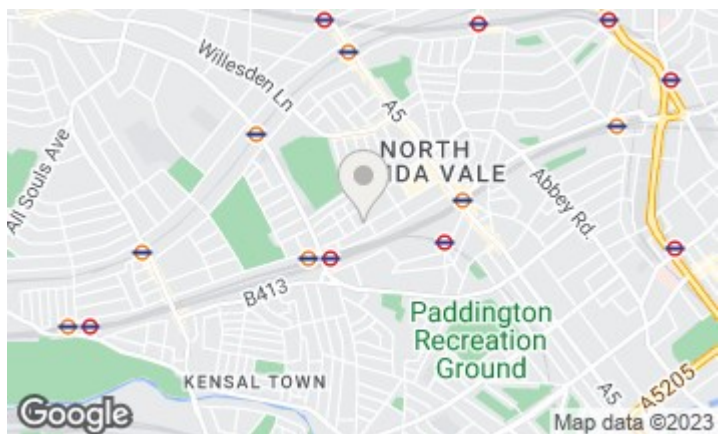 Willesden Ln
A5
All Souls Ave
NORTH
IDA VALE
Abbey Rd.
B413
Paddington
Recreation
Ground
KENSAL TOWN
A5
A5205
Google
Map data ©2023